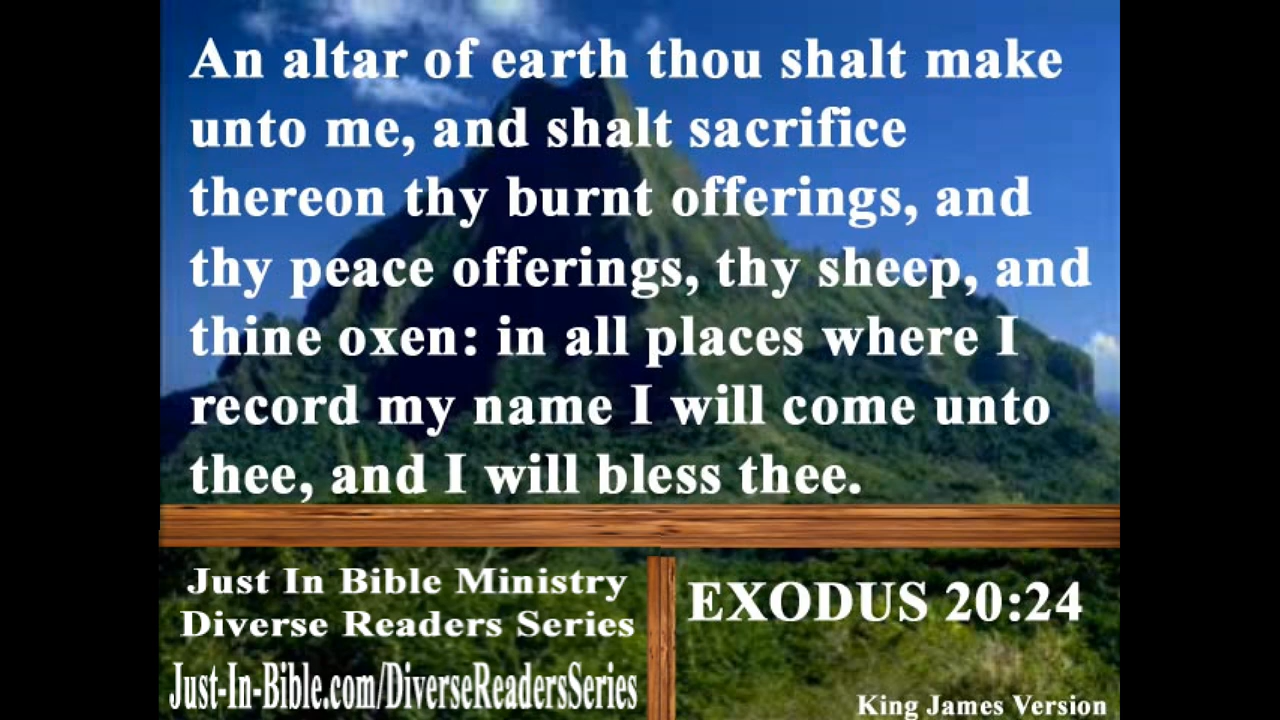 An altar of earth thou shalt make
unto me, and shalt sacrifice
thereon thy burnt offerings, and
thy peace offerings, thy sheep, and
thine oxen: in all places where I
record my name I will come unto
thee, and I will bless thee.
Just In Bible Ministry
Diverse Readers Series
Just-In-Bible.com/DiverseReadersSeries
EXODUS 20:24
King James Version